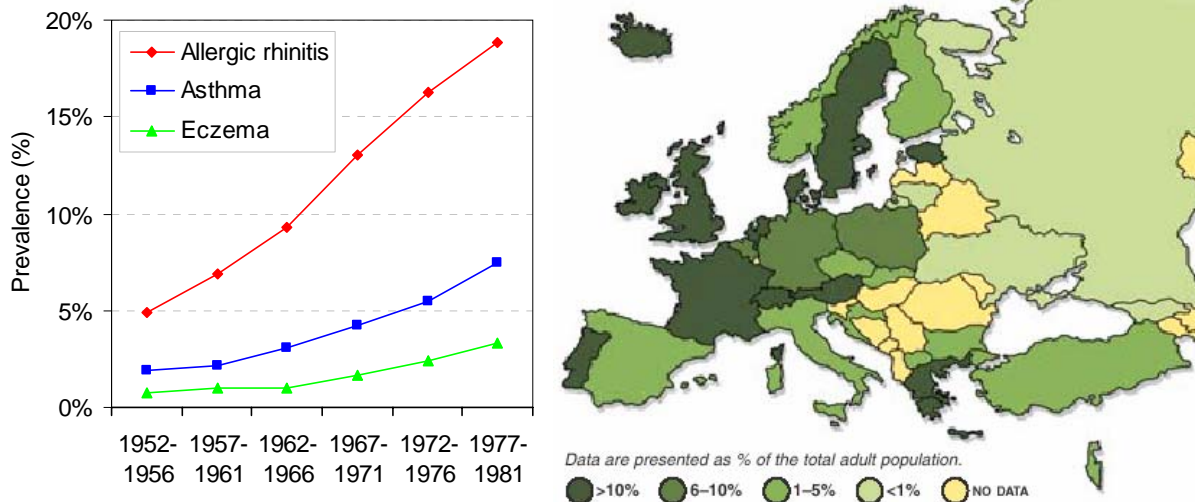 20%
15%
10%
5%
0%
Prevalence (%)
Allergic rhinitis
Asthma
Eczema
1952-
1956
1957-
1961
1962-
1966
1967-
1971
1972-
1976
1977-
1981
Data are presented as % of the total adult population.
>10% 6–10% 1–5% <1% NO DATA